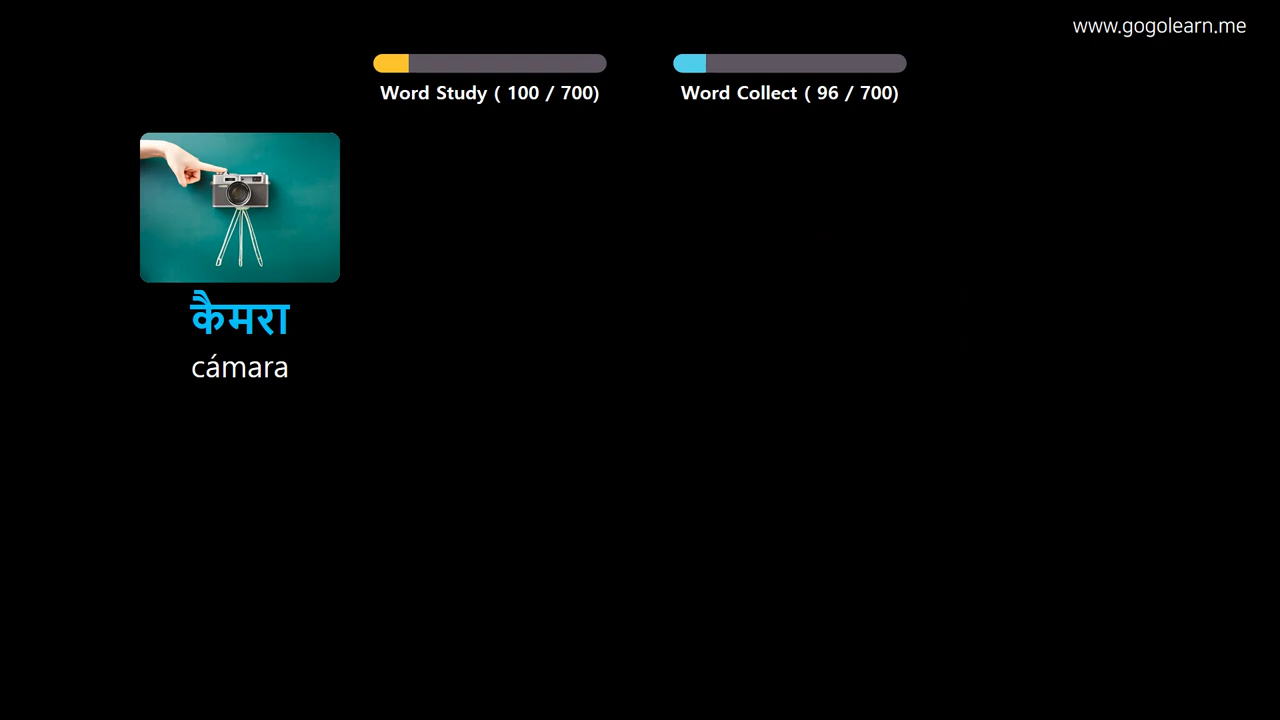 www.gogolearn.me
Word Study ( 100 / 700)
Word Collect ( 96 / 700)
कैमरा
cámara